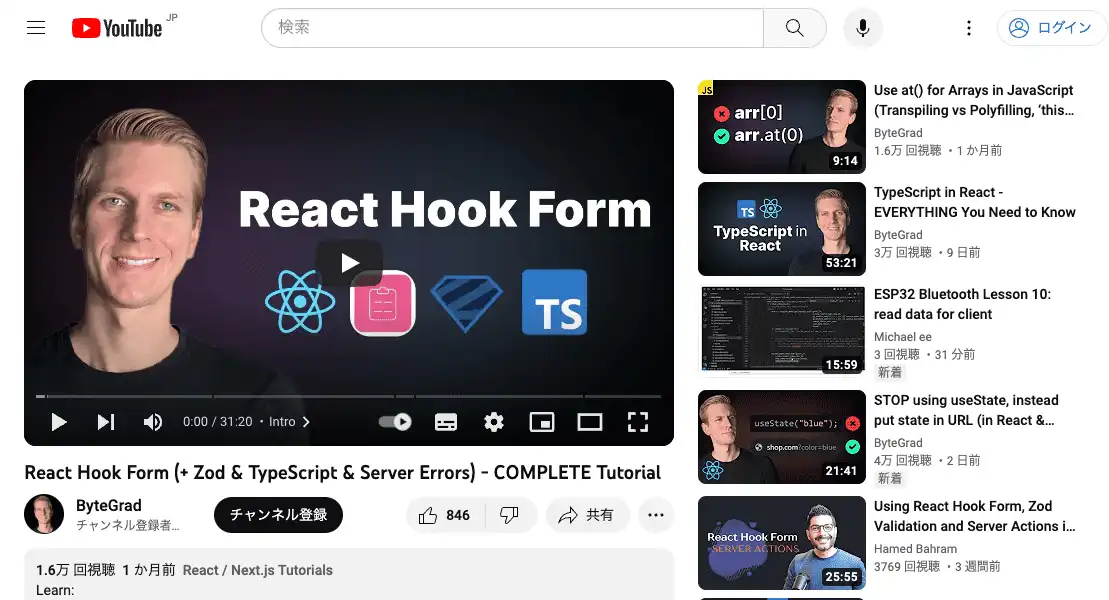 YouTube JP
検索
ログイン
React Hook Form
TS
0:00 / 31:20 • Intro
React Hook Form (+ Zod & TypeScript & Server Errors) - COMPLETE Tutorial
ByteGrad
チャンネル登録者...
チャンネル登録
846
共有
1.6万 回視聴 1 か月前 React / Next.js Tutorials
Learn:
JS
arr[0]
arr.at(0)
9:14
Use at() for Arrays in JavaScript
(Transpiling vs Polyfilling, ‘this...
ByteGrad
1.6万 回視聴 • 1 か月前
TS
TypeScript in
React
53:21
TypeScript in React -
EVERYTHING You Need to Know
ByteGrad
3万 回視聴 • 9 日前
15:59
ESP32 Bluetooth Lesson 10:
read data for client
Michael ee
3 回視聴 • 31 分前
新着
useState("blue");
shop.com?color=blue
21:41
STOP using useState, instead
put state in URL (in React &...
ByteGrad
4万 回視聴 • 2 日前
新着
React Hook Form
SERVER ACTIONS
25:55
Using React Hook Form, Zod
Validation and Server Actions i...
Hamed Bahram
3769 回視聴 • 3 週間前